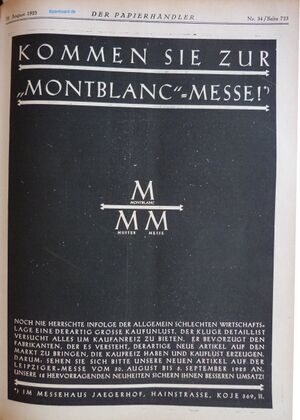 August 1925
DER PAPIERHÄNDLER
Nr. 34/Seite 723
KOMMEN SIE ZUR
„MONTBLANC“-MESSE!*)
M
MONTBLANC
MM
MUSTER MESSE
NOCH NIE HERRSCHTE INFOLGE DER ALLGEMEIN SCHLECHTEN WIRTSCHAFTS-
LAGE EINE DERARTIG GROSSE KAUFUNLUST. DER KLUGE DETAILLIST
VERSUCHT ALLES UM KAUFANREIZ ZU BIETEN. ER BEVORZUGT DEN
FABRIKANTEN, DER ES VERSTEHT, DERARTIGE NEUE ARTIKEL AUF DEN
MARKT ZU BRINGEN, DIE KAUFREIZ HABEN UND KAUFLUST ERZEUGEN.
DARUM: SEHEN SIE SICH BITTE UNSERE NEUEN ARTIKEL AUF DER
LEIPZIGER-MESSE VOM 30. AUGUST BIS 5. SEPTEMBER 1925 AN.
UNSERE 18 HERVORRAGENDEN NEUHEITEN SICHERN IHNEN BESSEREN UMSATZ!
*) IM MESSEHAUS JAEGERHOF, HAINSTRASSE, KOJE 369, II.